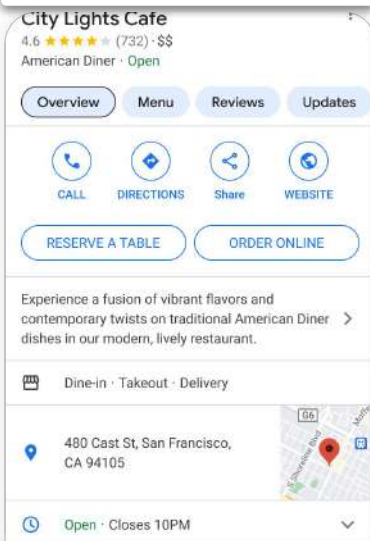 City Lights Cafe
4.6 ★★★★★ (732) · $$
American Diner · Open
Overview Menu Reviews Updates
CALL DIRECTIONS Share WEBSITE
RESERVE A TABLE ORDER ONLINE
Experience a fusion of vibrant flavors and
contemporary twists on traditional American Diner
dishes in our modern, lively restaurant.
Dine-in · Takeout · Delivery
G6
480 Cast St, San Francisco,
CA 94105
S Shoreline Blvd
Open · Closes 10PM